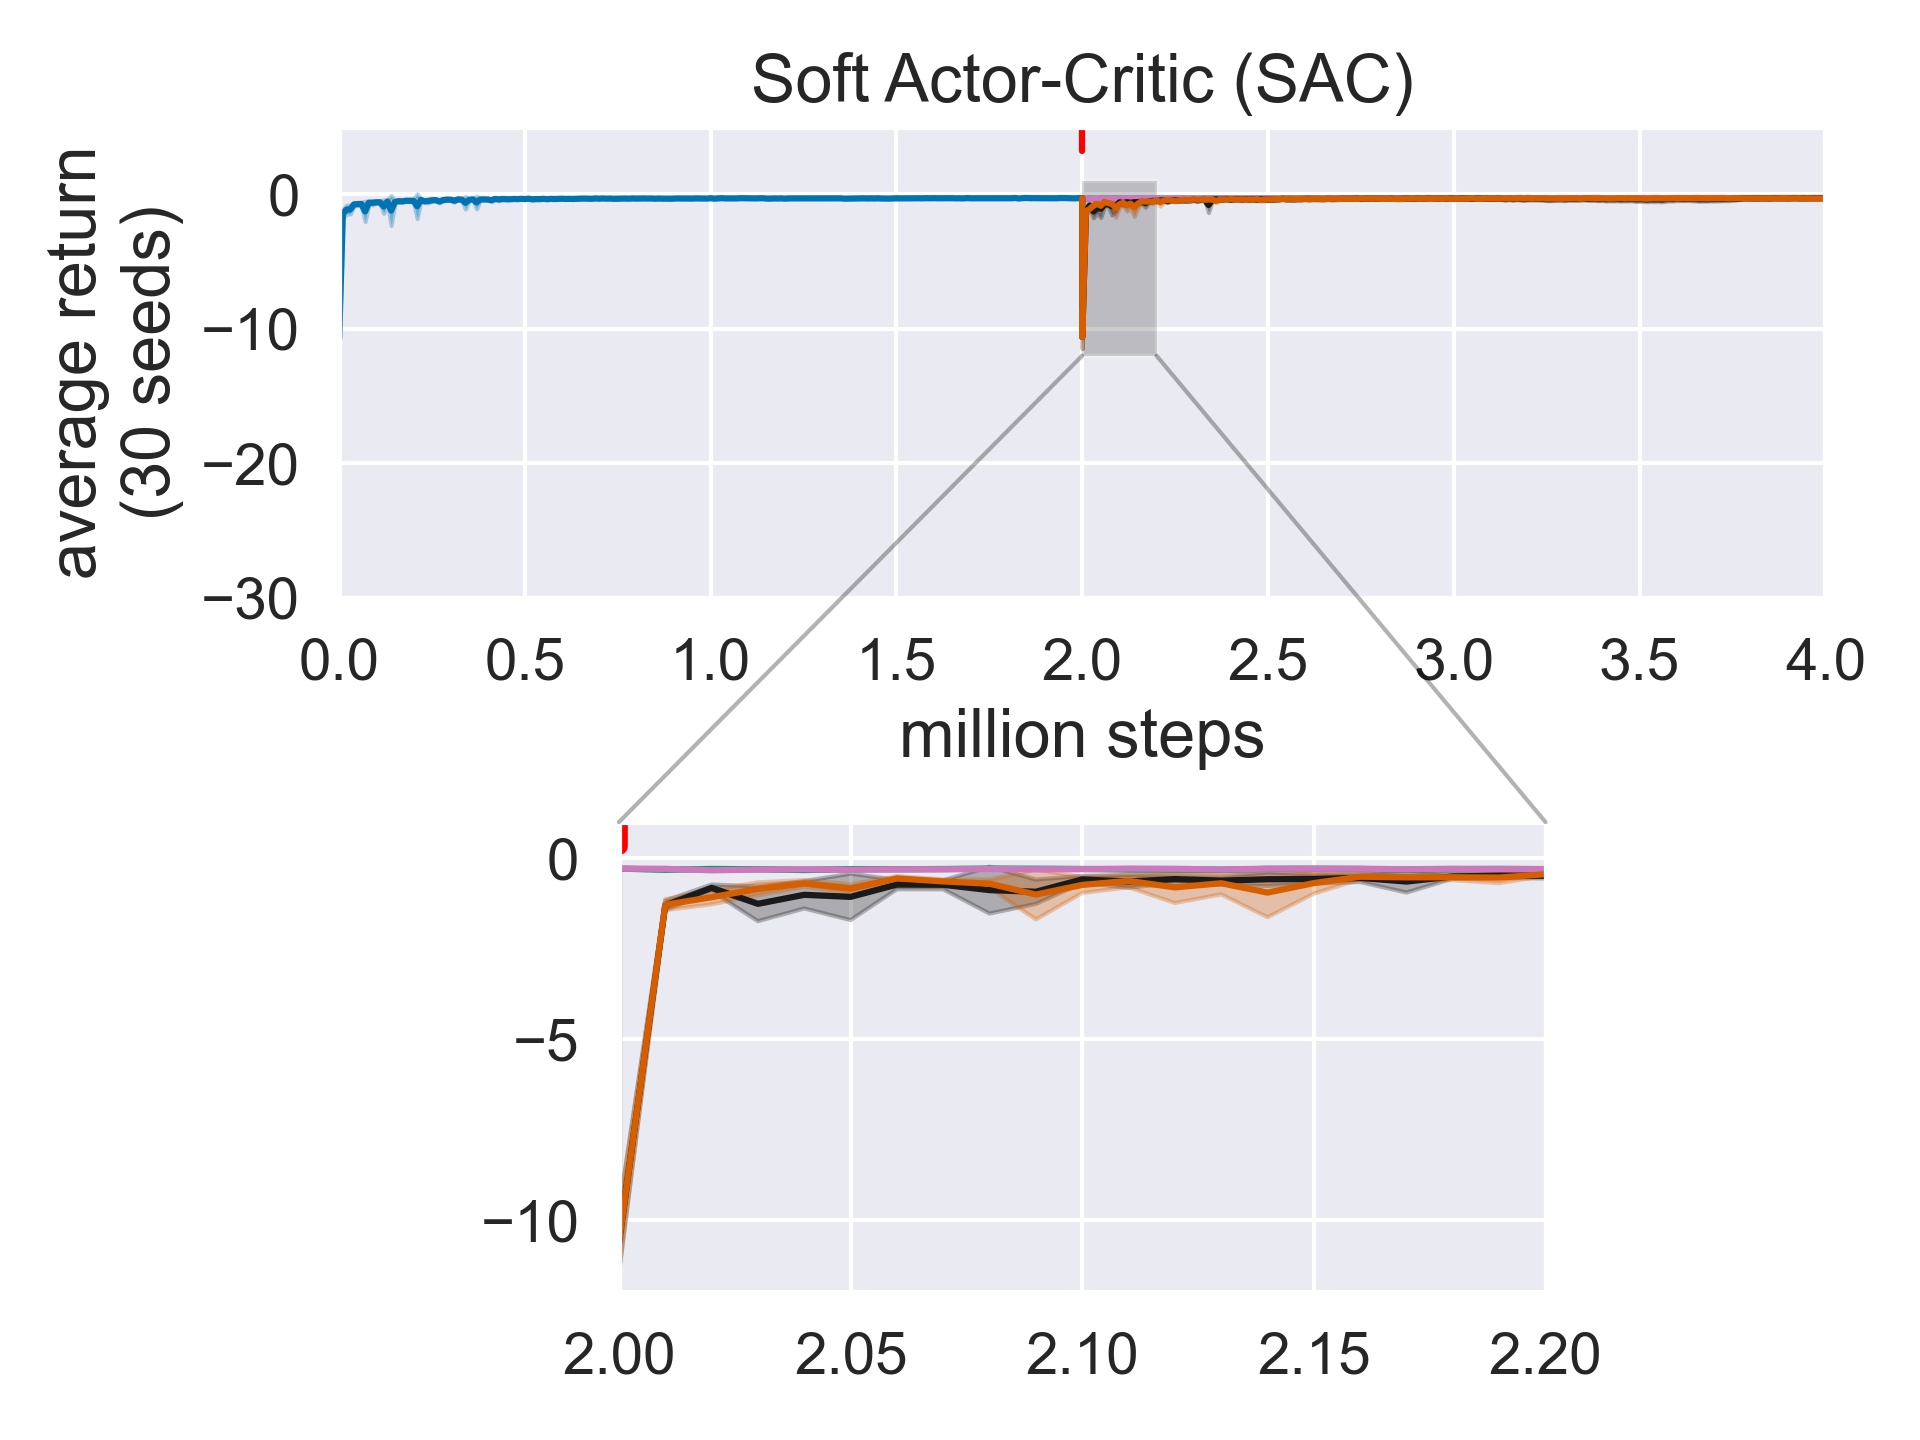 Soft Actor-Critic (SAC)
average return
(30 seeds)
0
−10
−20
−30
0.0 0.5 1.0 1.5 2.0 2.5 3.0 3.5 4.0
million steps
0
−5
−10
2.00 2.05 2.10 2.15 2.20